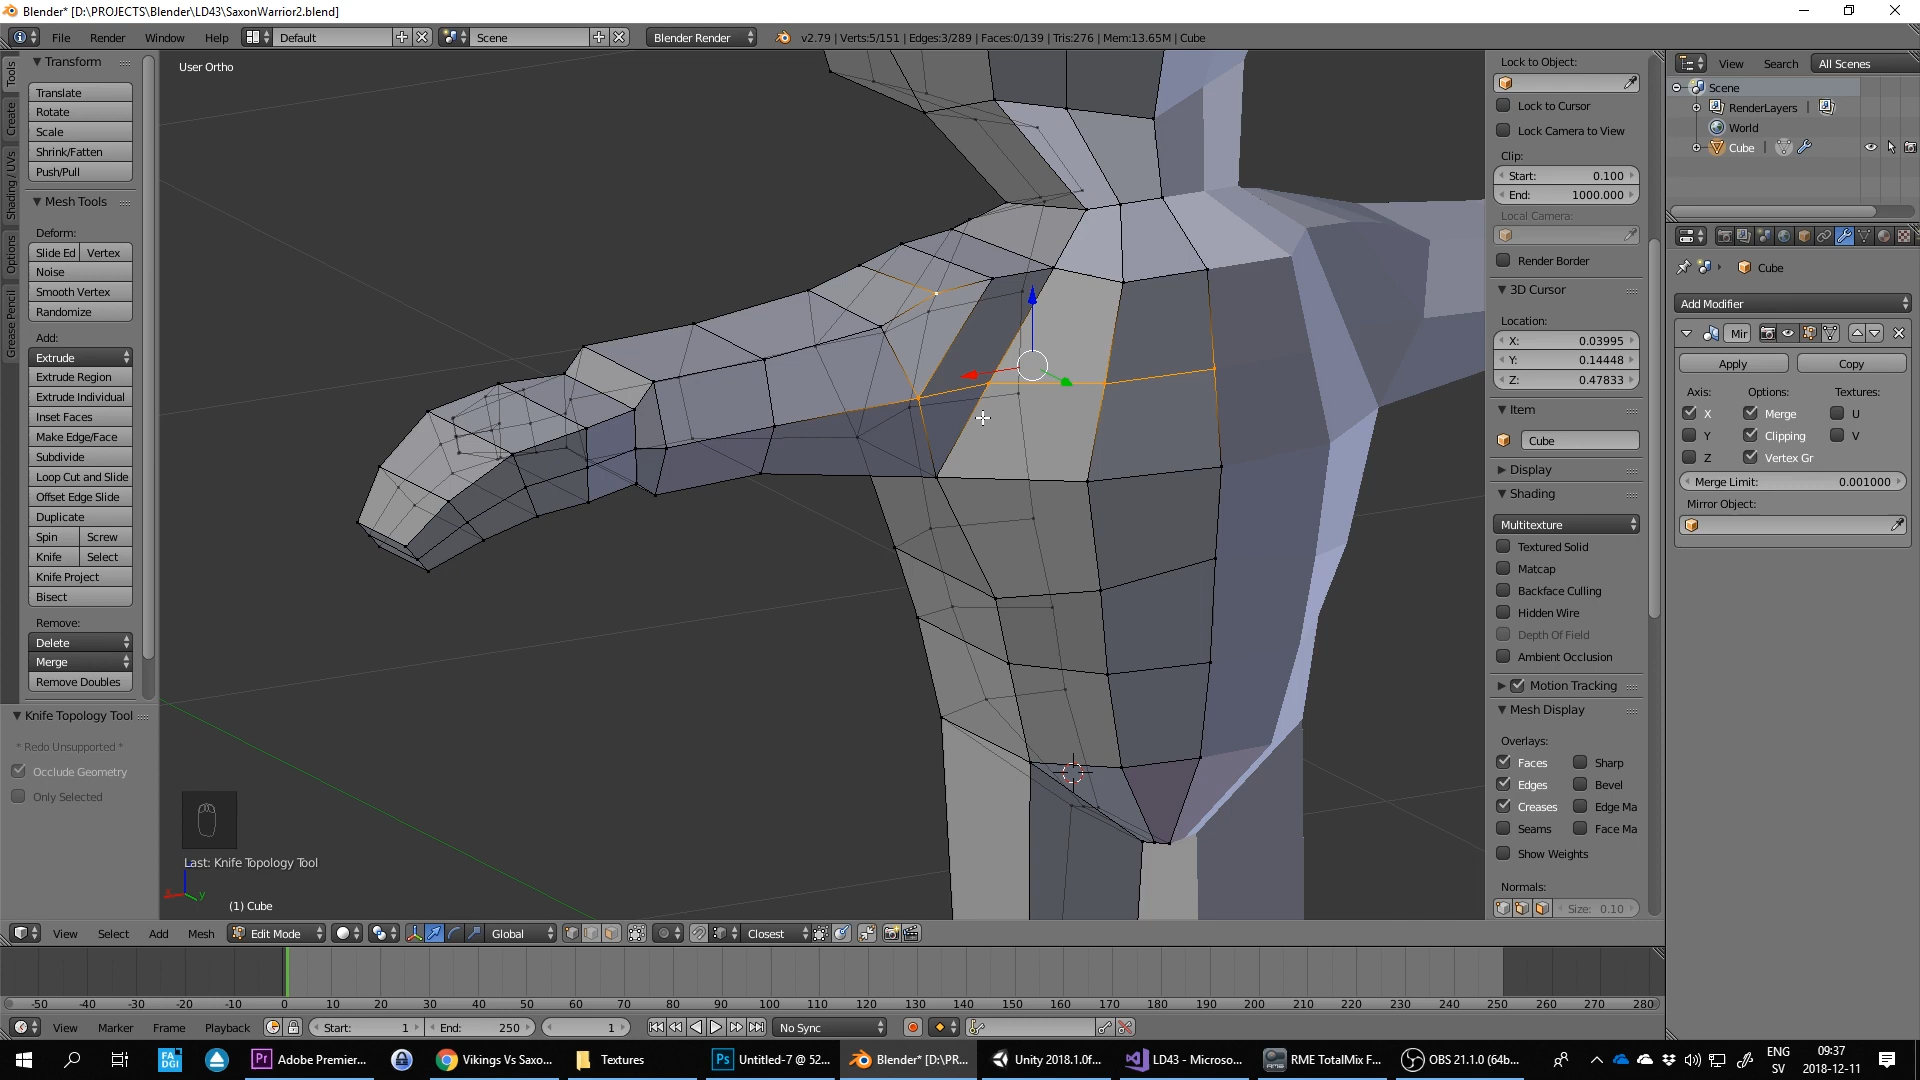 Blender* [D:\PROJECTS\Blender\LD43\SaxonWarrior2.blend]
File Render Window Help Default Scene Blender Render v2.79 | Verts:5/151 | Edges:3/289 | Faces:0/139 | Tris:276 | Mem:13.65M | Cube
Tools
Create
Shading / UVs
Options
Grease Pencil
Transform
Translate
Rotate
Scale
Shrink/Fatten
Push/Pull
Mesh Tools
Deform:
Slide Ed Vertex
Noise
Smooth Vertex
Randomize
Add:
Extrude
Extrude Region
Extrude Individual
Inset Faces
Make Edge/Face
Subdivide
Loop Cut and Slide
Offset Edge Slide
Duplicate
Spin Screw
Knife Select
Knife Project
Bisect
Remove:
Delete
Merge
Remove Doubles
Knife Topology Tool
* Redo Unsupported *
Occlude Geometry
Only Selected
User Ortho
Last: Knife Topology Tool
y
(1) Cube
Lock to Object:
Lock to Cursor
Lock Camera to View
Clip:
Start: 0.100
End: 1000.000
Local Camera:
Render Border
3D Cursor
Location:
X: 0.03995
Y: 0.14448
Z: 0.47833
Item
Cube
Display
Shading
Multitexture
Textured Solid
Matcap
Backface Culling
Hidden Wire
Depth Of Field
Ambient Occlusion
Motion Tracking
Mesh Display
Overlays:
Faces Sharp
Edges Bevel
Creases Edge Ma
Seams Face Ma
Show Weights
Normals:
Size: 0.10
View Search All Scenes
Scene
RenderLayers
World
Cube
Cube
Add Modifier
Mir
Apply Copy
Axis: Options: Textures:
X Merge U
Y Clipping V
Z Vertex Gr
Merge Limit: 0.001000
Mirror Object:
View Select Add Mesh Edit Mode Global Closest
-50 -40 -30 -20 -10 0 10 20 30 40 50 60 70 80 90 100 110 120 130 140 150 160 170 180 190 200 210 220 230 240 250 260 270 280
View Marker Frame Playback Start: 1 End: 250 1 No Sync
FA DGI
Pr Adobe Premier...
Vikings Vs Saxo...
Textures
Ps Untitled-7 @ 52...
Blender* [D:\PR...
Unity 2018.1.0f...
LD43 - Microso...
RME TotalMix F...
OBS 21.1.0 (64b...
ENG
SV
09:37
2018-12-11